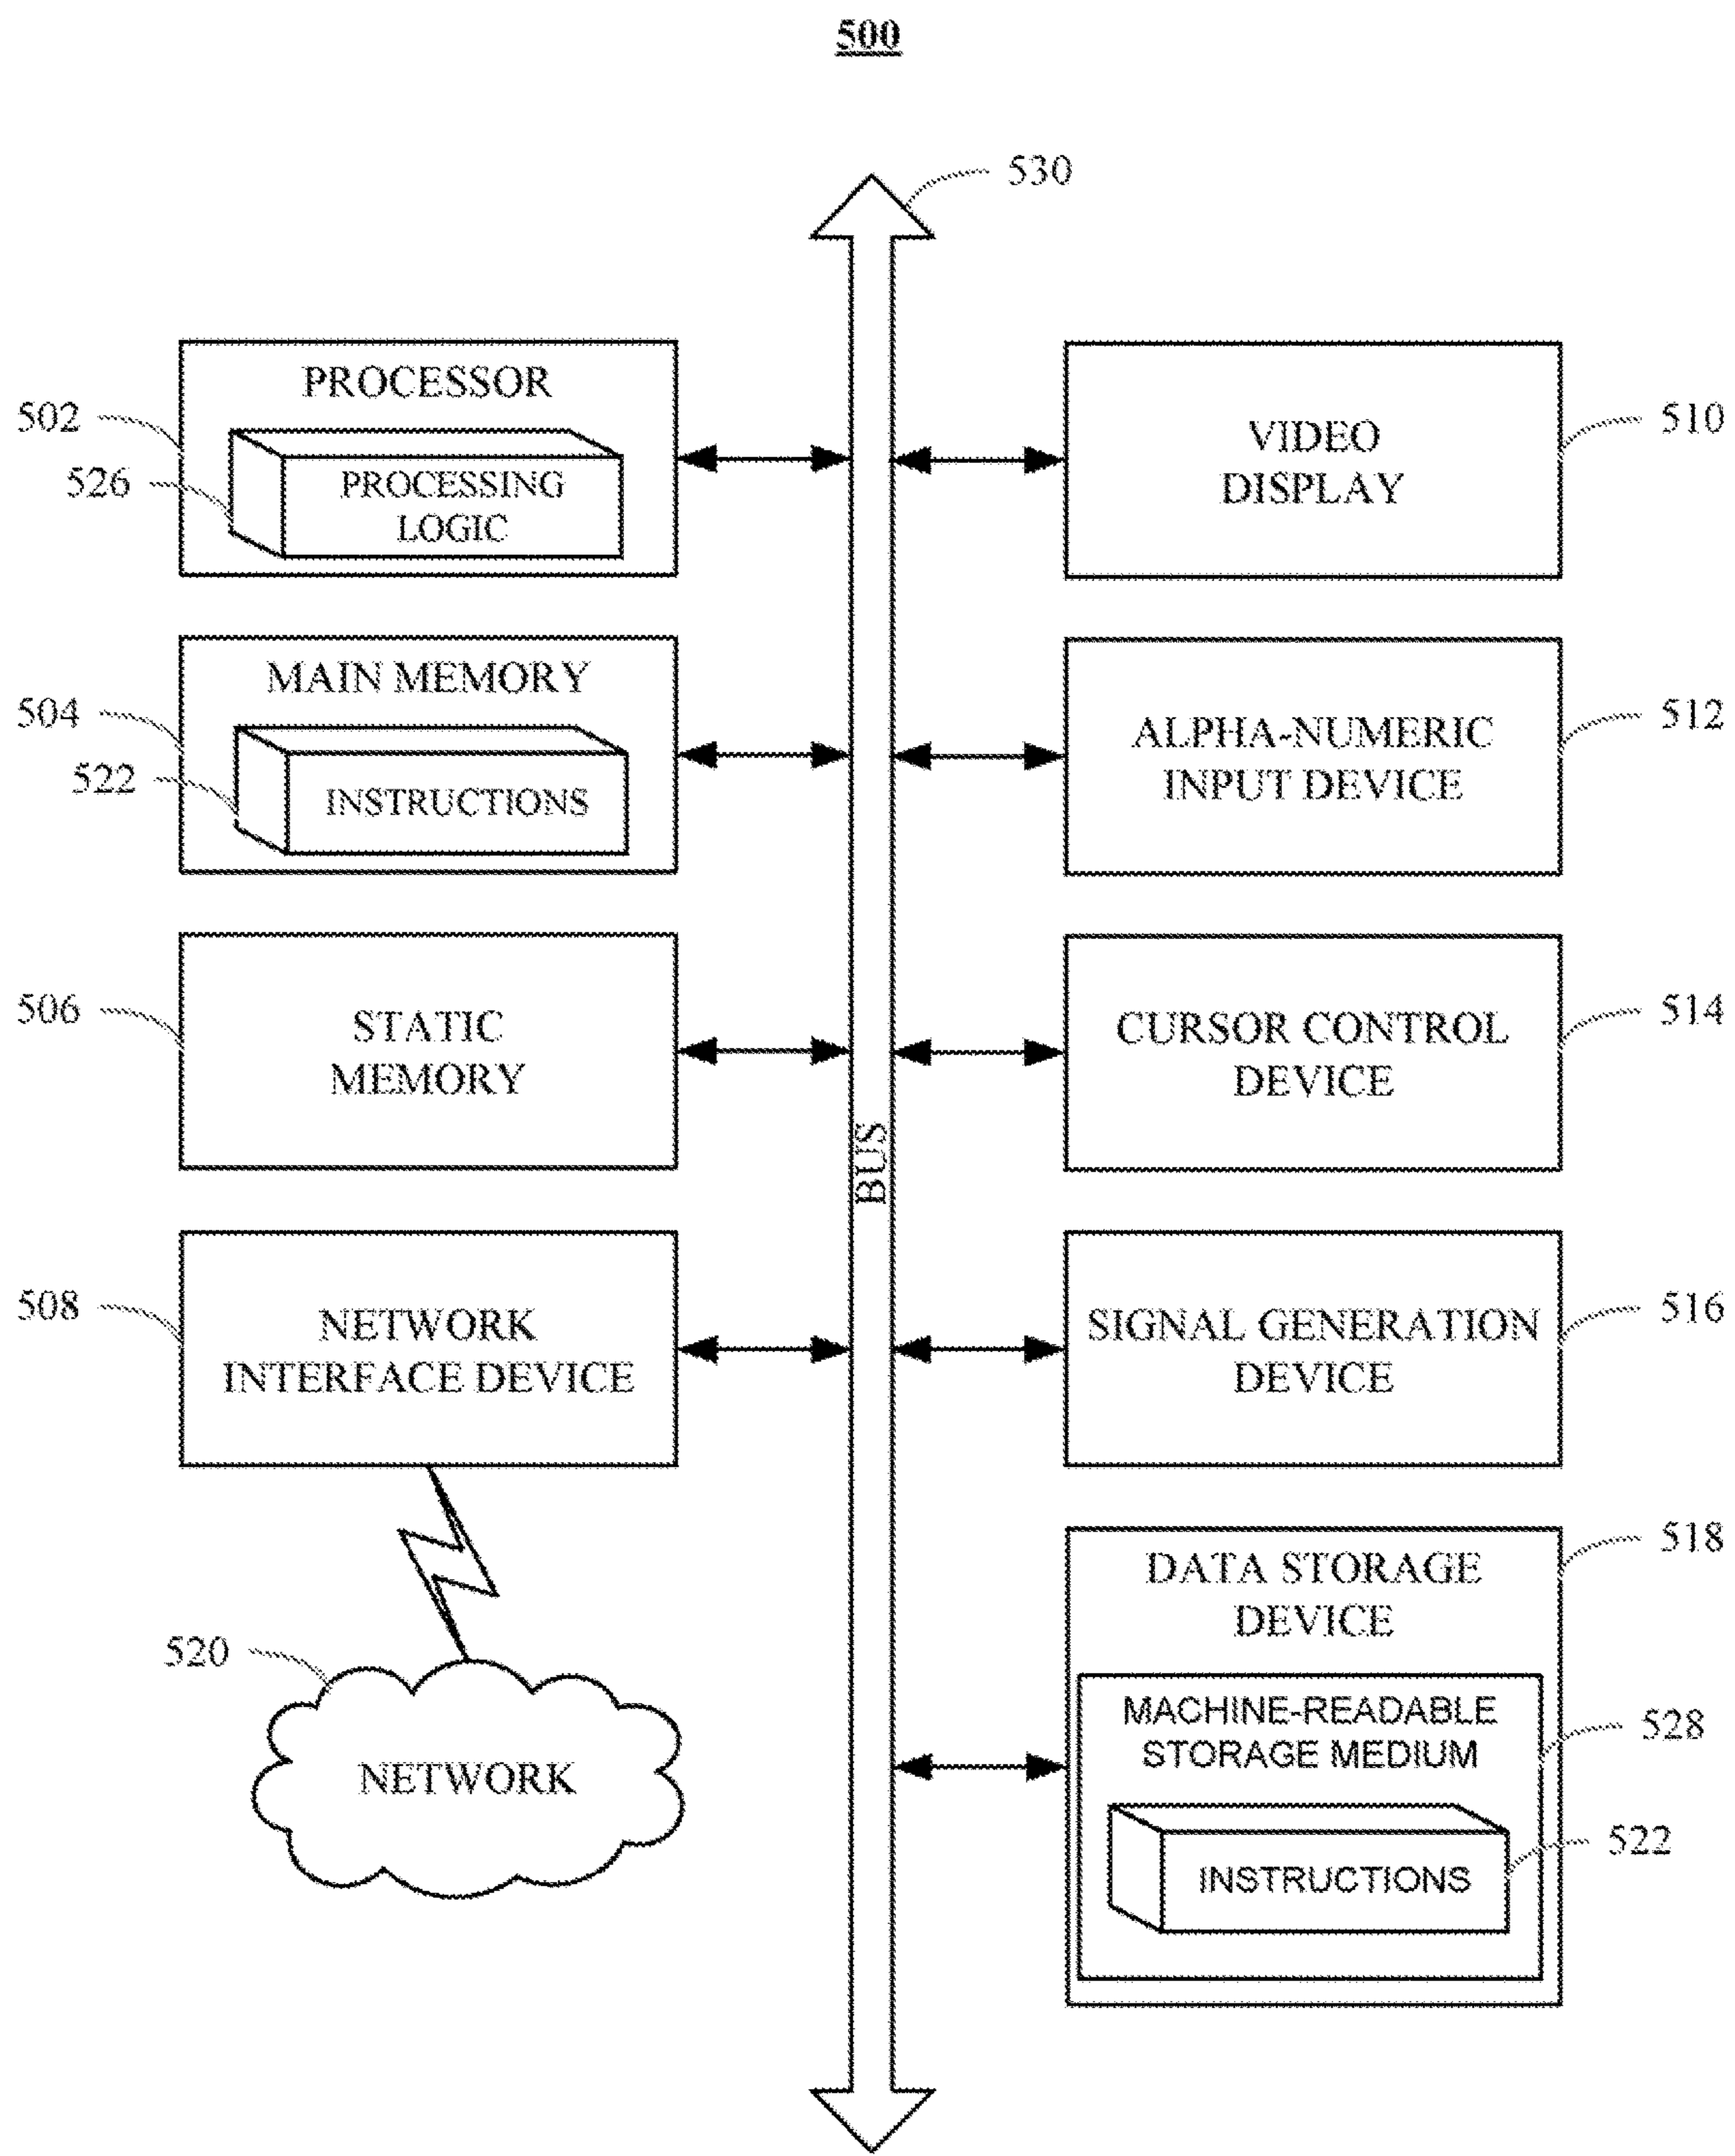 500
530
PROCESSOR
502
526
PROCESSING
LOGIC
VIDEO
DISPLAY
510
MAIN MEMORY
504
522
INSTRUCTIONS
ALPHA-NUMERIC
INPUT DEVICE
512
506
STATIC
MEMORY
CURSOR CONTROL
DEVICE
514
BUS
508
NETWORK
INTERFACE DEVICE
SIGNAL GENERATION
DEVICE
516
520
NETWORK
DATA STORAGE
DEVICE
518
MACHINE-READABLE
STORAGE MEDIUM
528
INSTRUCTIONS
522